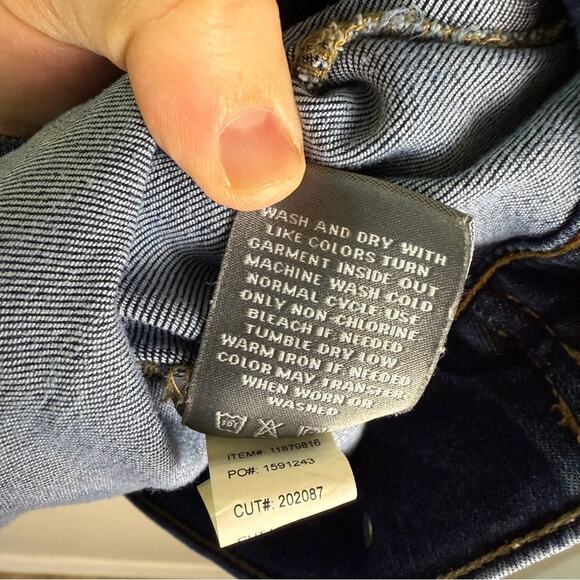 WASH AND DRY WITH
LIKE COLORS TURN
GARMENT INSIDE OUT
MACHINE WASH COLD
NORMAL CYCLE USE
ONLY NON-CHLORINE
BLEACH IF NEEDED
TUMBLE DRY LOW
WARM IRON IF NEEDED
COLOR MAY TRANSFER
WHEN WORN OR
WASHED
ITEM#: 11879816
PO#: 1591243
CUT#: 202087